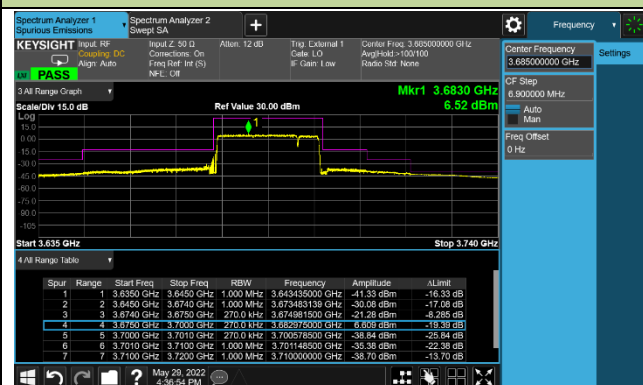 Spectrum Analyzer 1
Spurious Emissions
Spectrum Analyzer 2
Swept SA
Frequency
KEYSIGHT
Input: RF
Coupling: DC
Align: Auto
Input Z: 50 Ω
Corrections: On
Freq Ref: Int (S)
NFE: Off
Atten: 12 dB
Trig: External 1
Gate: LO
IF Gain: Low
Center Freq: 3.685000000 GHz
Avg|Hold:>100/100
Radio Std: None
LXI PASS
Center Frequency
3.685000000 GHz
Settings
CF Step
6.900000 MHz
Auto
Man
Freq Offset
0 Hz
3 All Range Graph
Mkr1 3.6830 GHz
6.52 dBm
Scale/Div 15.0 dB
Ref Value 30.00 dBm
Log
15.0
0.00
-15.0
-30.0
-45.0
-60.0
-75.0
-90.0
-105
1
Start 3.635 GHz
Stop 3.740 GHz
4 All Range Table
Spur Range Start Freq Stop Freq RBW Frequency Amplitude ΔLimit
1 1 3.6350 GHz 3.6450 GHz 1.000 MHz 3.643435000 GHz -41.33 dBm -16.33 dB
2 2 3.6450 GHz 3.6740 GHz 1.000 MHz 3.673483139 GHz -30.08 dBm -17.08 dB
3 3 3.6740 GHz 3.6750 GHz 270.0 kHz 3.674981500 GHz -21.28 dBm -8.285 dB
4 4 3.6750 GHz 3.7000 GHz 270.0 kHz 3.682975000 GHz 6.609 dBm -19.39 dB
5 5 3.7000 GHz 3.7010 GHz 270.0 kHz 3.700578500 GHz -38.84 dBm -25.84 dB
6 6 3.7010 GHz 3.7100 GHz 1.000 MHz 3.701148500 GHz -35.38 dBm -22.38 dB
7 7 3.7100 GHz 3.7200 GHz 1.000 MHz 3.710000000 GHz -38.70 dBm -13.70 dB
May 29, 2022
4:36:54 PM